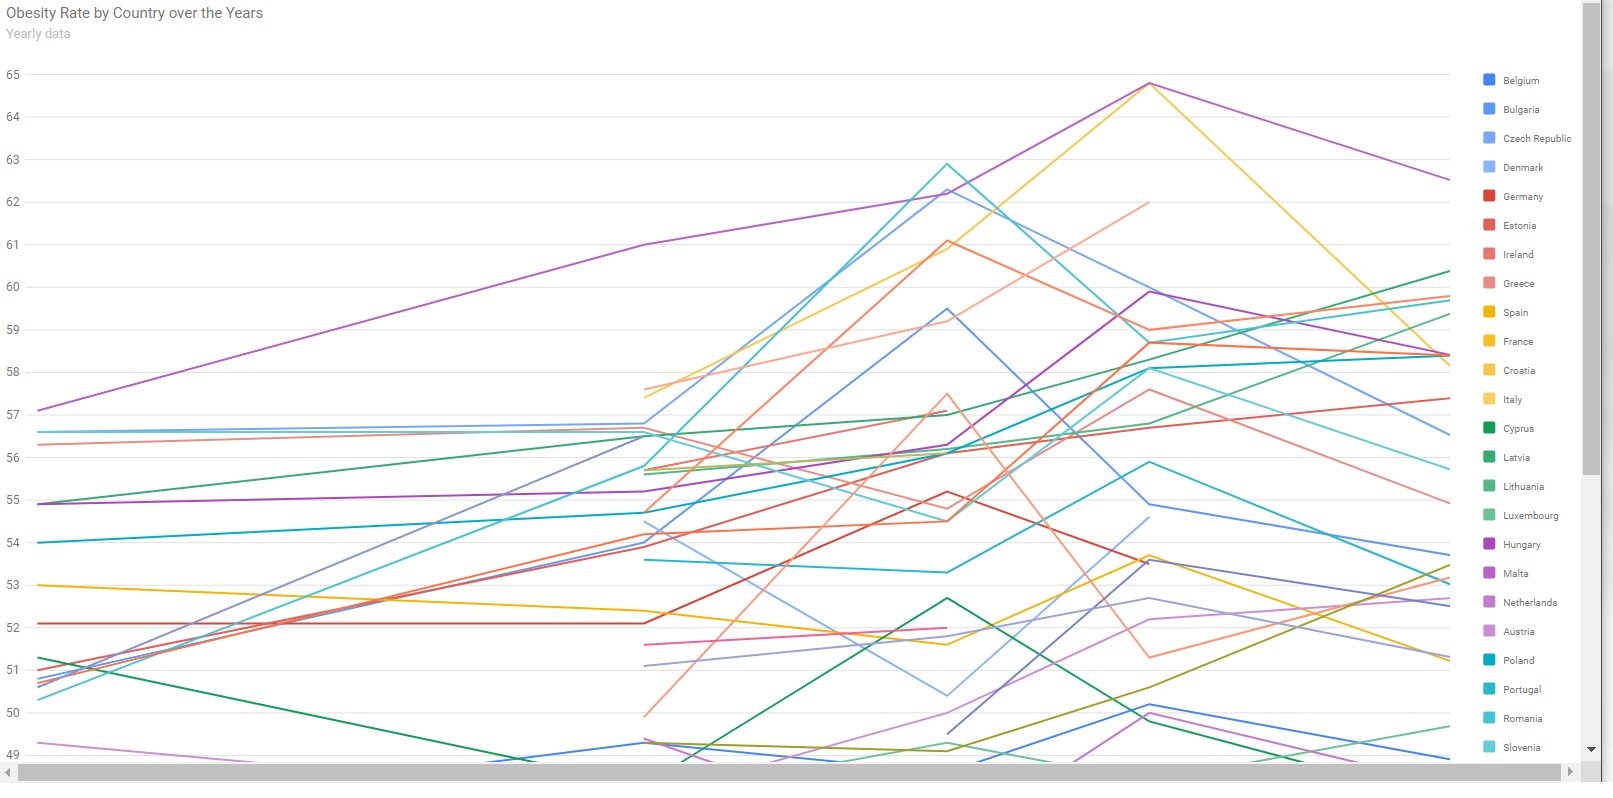 Obesity Rate by Country over the Years
Yearly data
65
64
63
62
61
60
59
58
57
56
55
54
53
52
51
50
49
Belgium
Bulgaria
Czech Republic
Denmark
Germany
Estonia
Ireland
Greece
Spain
France
Croatia
Italy
Cyprus
Latvia
Lithuania
Luxembourg
Hungary
Malta
Netherlands
Austria
Poland
Portugal
Romania
Slovenia